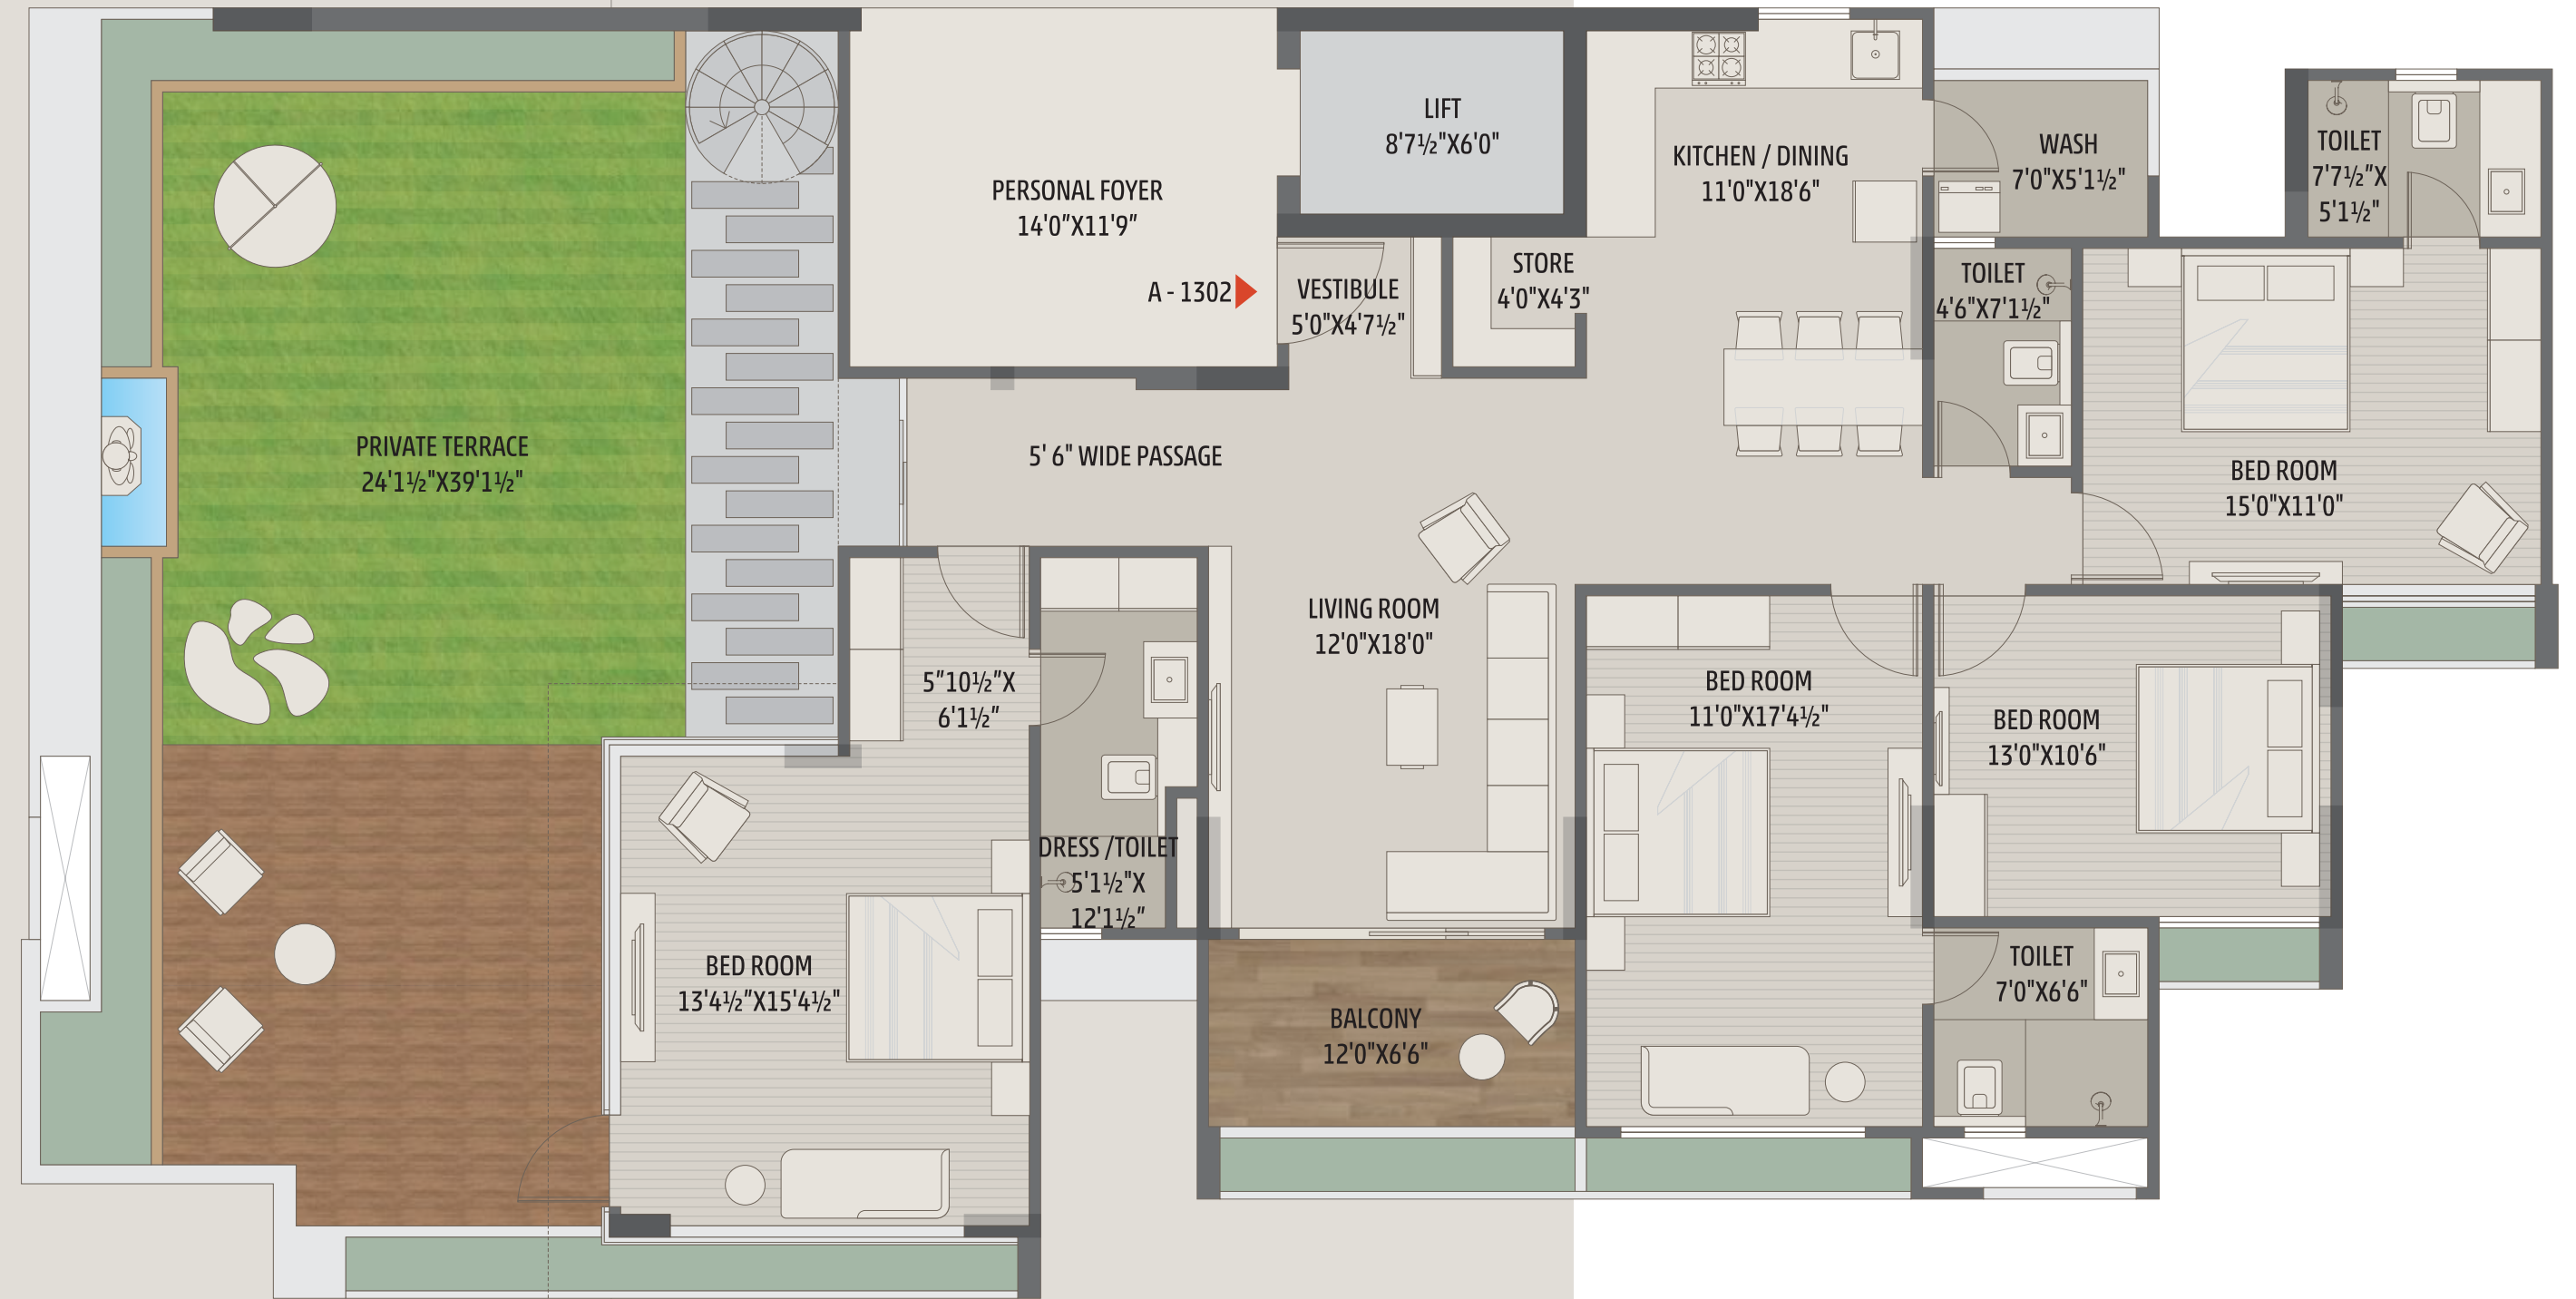 PERSONAL FOYER
14'0"X11'9"
A - 1302
LIFT
8'7½"X6'0"
VESTIBULE
5'0"X4'7½"
STORE
4'0"X4'3"
KITCHEN / DINING
11'0"X18'6"
WASH
7'0"X5'1½"
TOILET
7'7½"X
5'1½"
TOILET
4'6"X7'1½"
BED ROOM
15'0"X11'0"
PRIVATE TERRACE
24'1½"X39'1½"
5' 6" WIDE PASSAGE
LIVING ROOM
12'0"X18'0"
5"10½"X
6'1½"
BED ROOM
11'0"X17'4½"
BED ROOM
13'0"X10'6"
DRESS /TOILET
5'1½"X
12'1½"
BED ROOM
13'4½"X15'4½"
BALCONY
12'0"X6'6"
TOILET
7'0"X6'6"